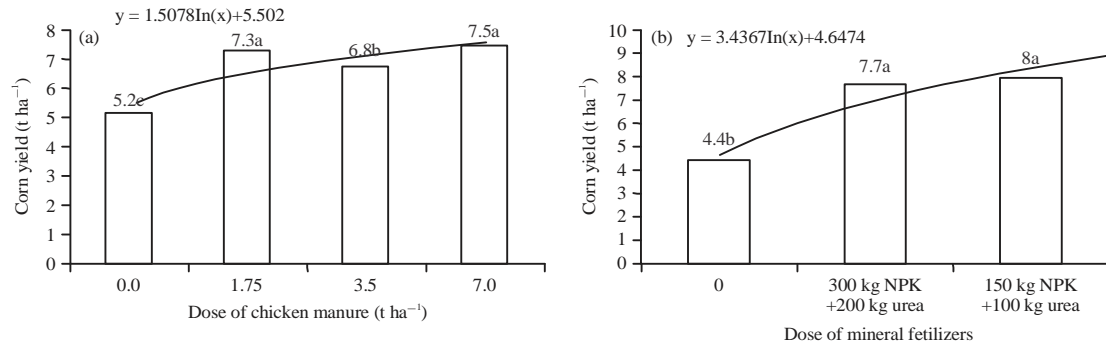 y = 1.5078In(x)+5.502
(a)
8
7
6
5
4
3
2
1
0
Corn yield (t ha−1)
5.2c
7.3a
6.8b
7.5a
0.0 1.75 3.5 7.0
Dose of chicken manure (t ha−1)
(b) y = 3.4367In(x)+4.6474
10
9
8
7
6
5
4
3
2
1
0
Corn yield (t ha−1)
4.4b
7.7a
8a
0 300 kg NPK 150 kg NPK
+200 kg urea +100 kg urea
Dose of mineral fetilizers